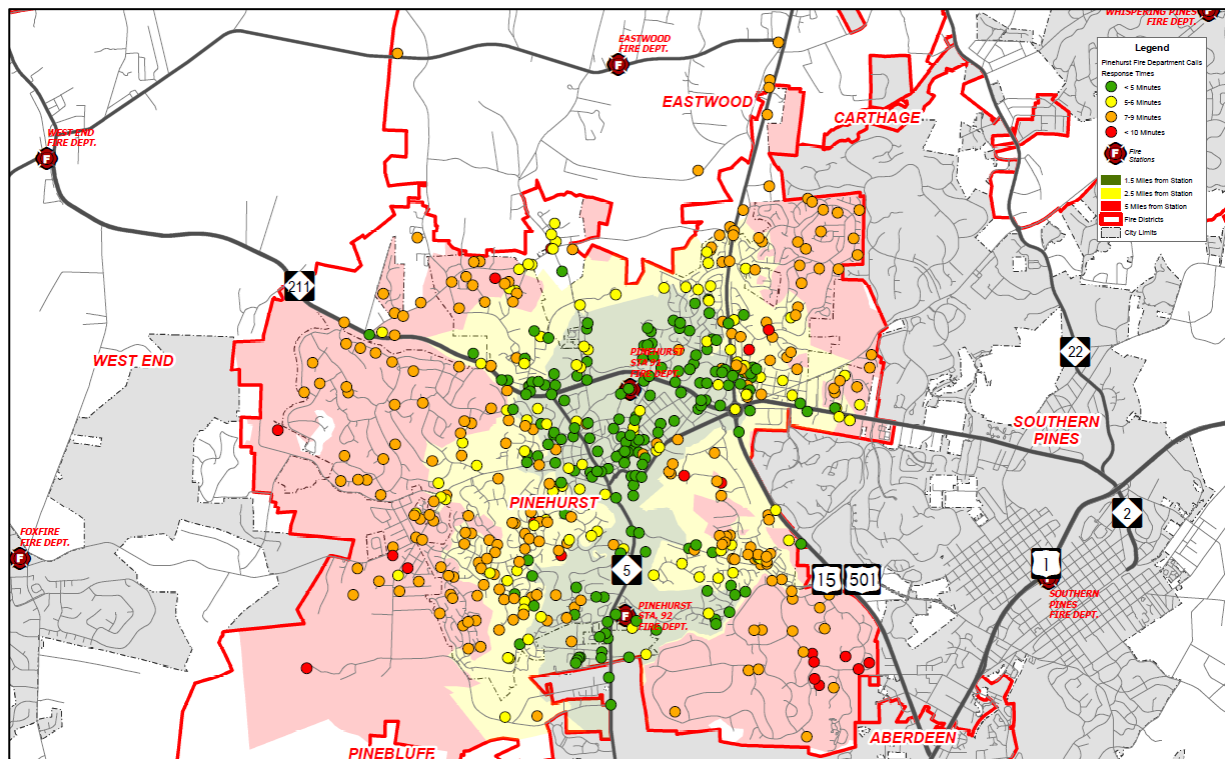 WHISPERING PINES
FIRE DEPT.
EASTWOOD
FIRE DEPT.
Legend
Pinehurst Fire Department Calls
Response Times
< 5 Minutes
5-6 Minutes
7-9 Minutes
< 10 Minutes
Fire
Stations
1.5 Miles from Station
2.5 Miles from Station
5 Miles from Station
Fire Districts
City Limits
EASTWOOD
CARTHAGE
WEST END
FIRE DEPT.
F
F
F
211
WEST END
22
PINEHURST
STA. 91
FIRE DEPT.
SOUTHERN
PINES
PINEHURST
2
FOXFIRE
FIRE DEPT.
F
5
15
501
1
SOUTHERN
PINES
FIRE DEPT.
PINEHURST
STA. 92
FIRE DEPT.
F
ABERDEEN
PINEBLUFF